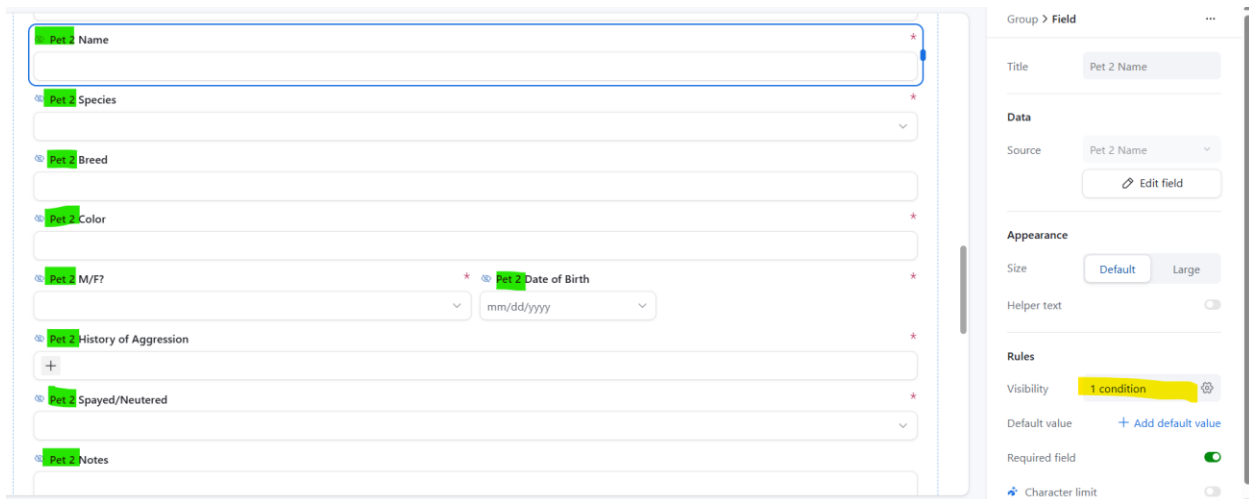 Pet 2 Name *
Pet 2 Species *
Pet 2 Breed
Pet 2 Color *
Pet 2 M/F? *
Pet 2 Date of Birth *
mm/dd/yyyy
Pet 2 History of Aggression *
+
Pet 2 Spayed/Neutered *
Pet 2 Notes
Group > Field ...
Title Pet 2 Name
Data
Source Pet 2 Name
Edit field
Appearance
Size Default Large
Helper text
Rules
Visibility 1 condition
Default value + Add default value
Required field
Character limit